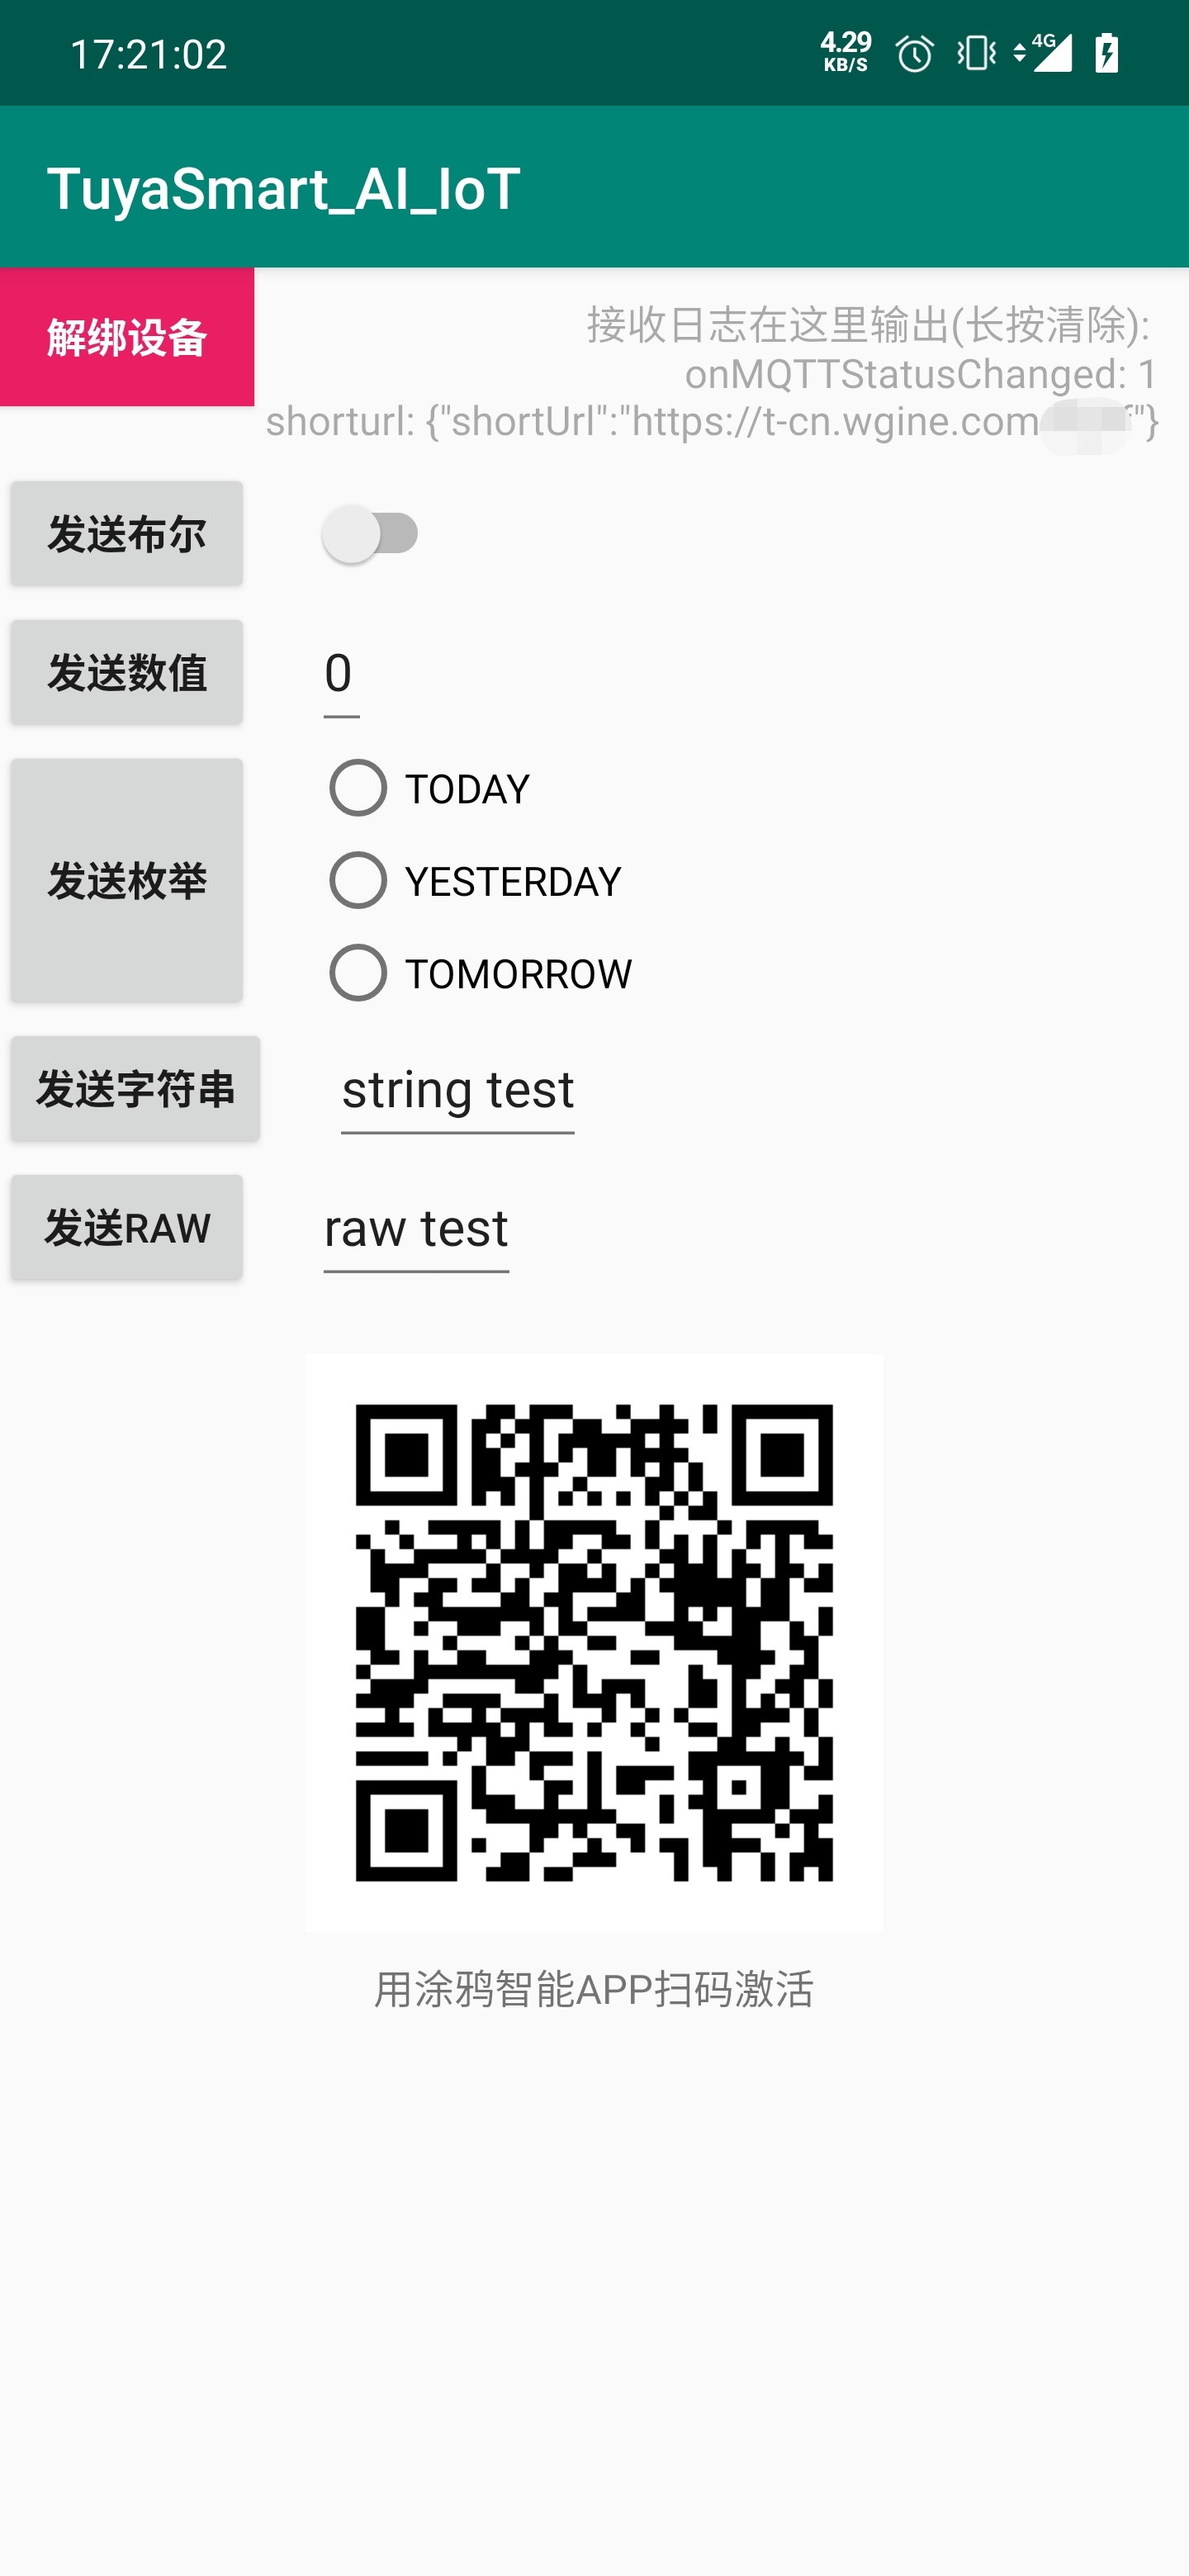 17:21:02
4.29
KB/S
4G
TuyaSmart_AI_IoT
解绑设备
接收日志在这里输出(长按清除):
onMQTTStatusChanged: 1
shorturl: {"shortUrl":"https://t-cn.wgine.com"}
发送布尔
发送数值
0
发送枚举
TODAY
YESTERDAY
TOMORROW
发送字符串
string test
发送RAW
raw test
用涂鸦智能APP扫码激活